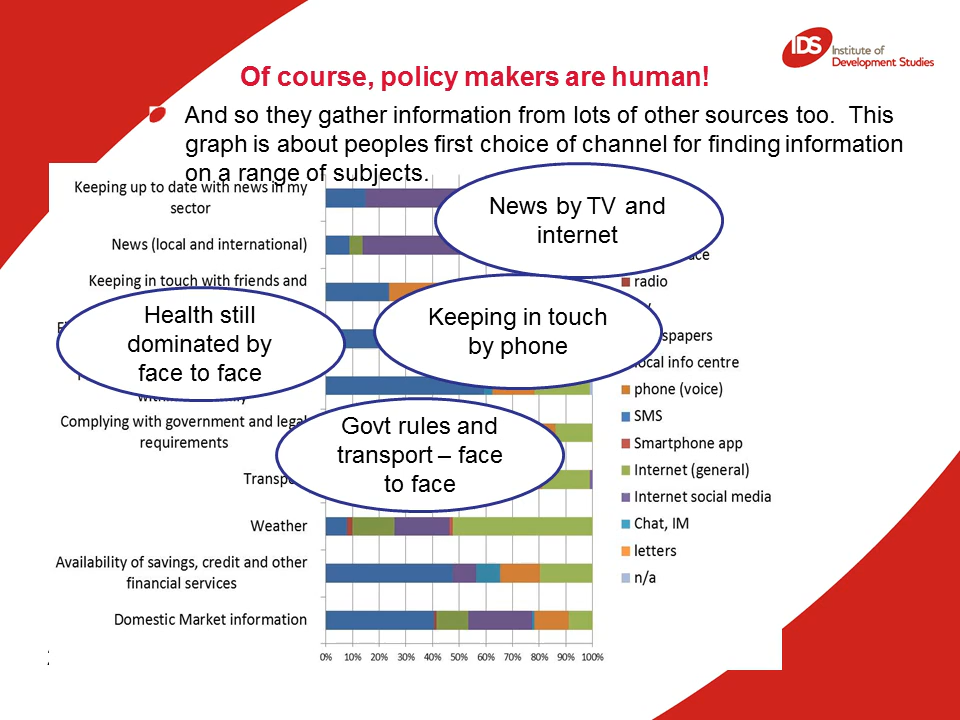 IDS Institute of
Development Studies
Of course, policy makers are human!
And so they gather information from lots of other sources too. This
graph is about peoples first choice of channel for finding information
on a range of subjects.
Keeping up to date with news in my
sector
News (local and international)
Keeping in touch with friends and
News by TV and
internet
Health still
dominated by
face to face
Keeping in touch
by phone
Govt rules and
transport – face
to face
Complying with government and legal
requirements
Weather
Availability of savings, credit and other
financial services
Domestic Market information
0% 10% 20% 30% 40% 50% 60% 70% 80% 90% 100%
radio
local info centre
phone (voice)
SMS
Smartphone app
Internet (general)
Internet social media
Chat, IM
letters
n/a